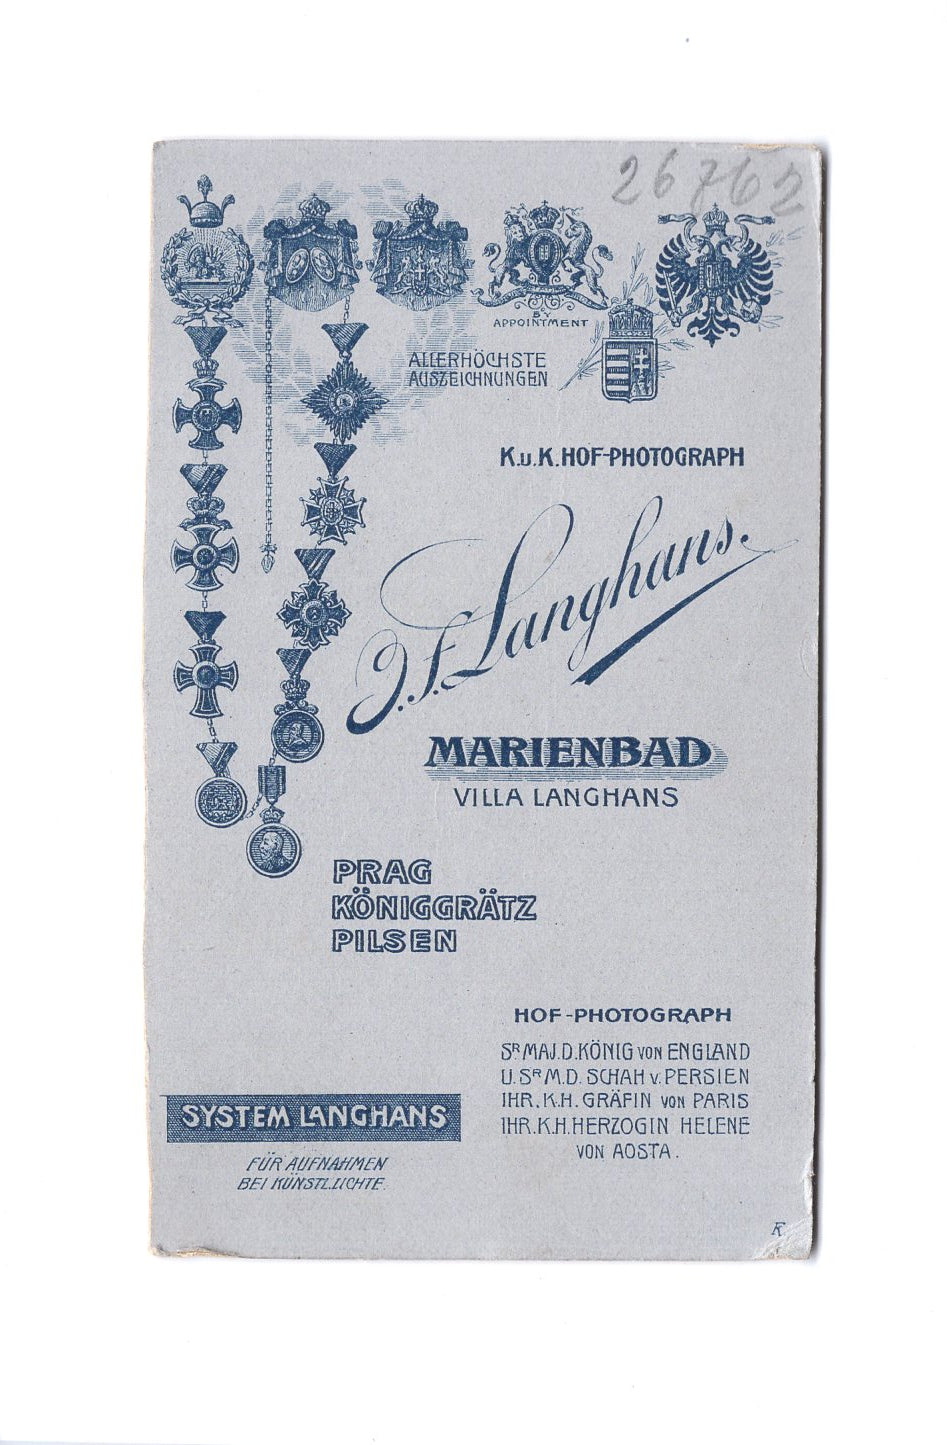 26762
BY
APPOINTMENT
ALLERHÖCHSTE
AUSZEICHNUNGEN
K.u.K.HOF-PHOTOGRAPH
J.F. Langhans.
MARIENBAD
VILLA LANGHANS
PRAG
KÖNIGGRÄTZ
PILSEN
HOF-PHOTOGRAPH
SR MAJ.D.KÖNIG VON ENGLAND
U.SR M.D. SCHAH v. PERSIEN
IHR.K.H. GRÄFIN VON PARIS
IHR.K.H.HERZOGIN HELENE
VON AOSTA.
SYSTEM LANGHANS
FÜR AUFNAHMEN
BEI KÜNSTL.LICHTE.